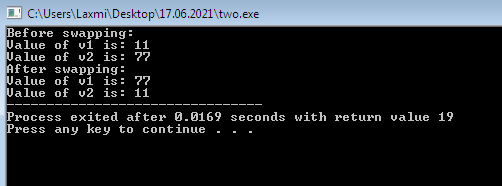 C:\Users\Laxmi\Desktop\17.06.2021\two.exe
Before swapping:
Value of v1 is: 11
Value of v2 is: 77
After swapping:
Value of v1 is: 77
Value of v2 is: 11
--------------------------------
Process exited after 0.0169 seconds with return value 19
Press any key to continue . . .